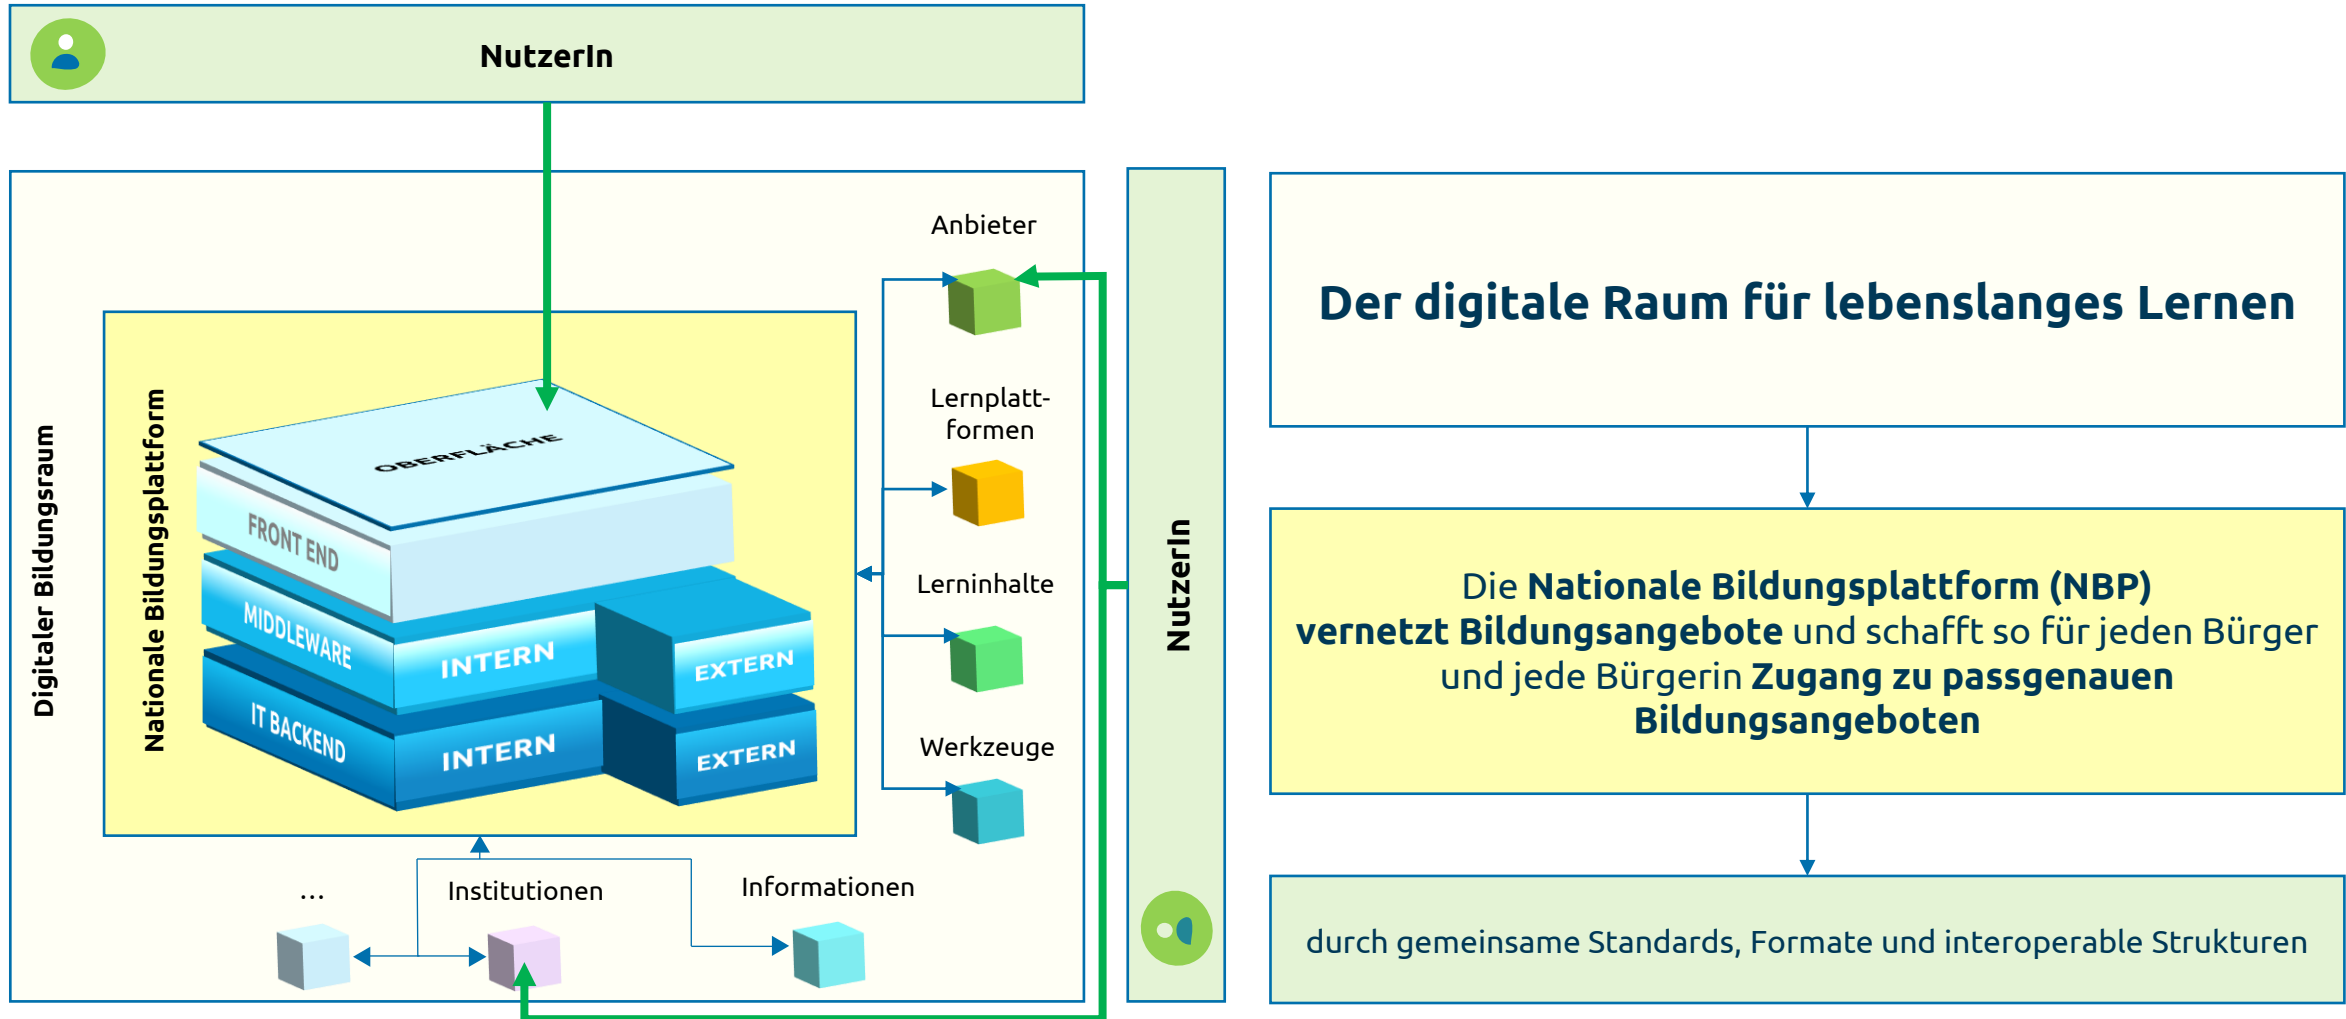 NutzerIn
Digitaler Bildungsraum
Nationale Bildungsplattform
OBERFLÄCHE
FRONT END
MIDDLEWARE
INTERN
EXTERN
IT BACKEND
INTERN
EXTERN
Anbieter
Lernplatt-
formen
Lerninhalte
Werkzeuge
...
Institutionen
Informationen
NutzerIn
Der digitale Raum für lebenslanges Lernen
Die Nationale Bildungsplattform (NBP)
vernetzt Bildungsangebote und schafft so für jeden Bürger
und jede Bürgerin Zugang zu passgenauen
Bildungsangeboten
durch gemeinsame Standards, Formate und interoperable Strukturen